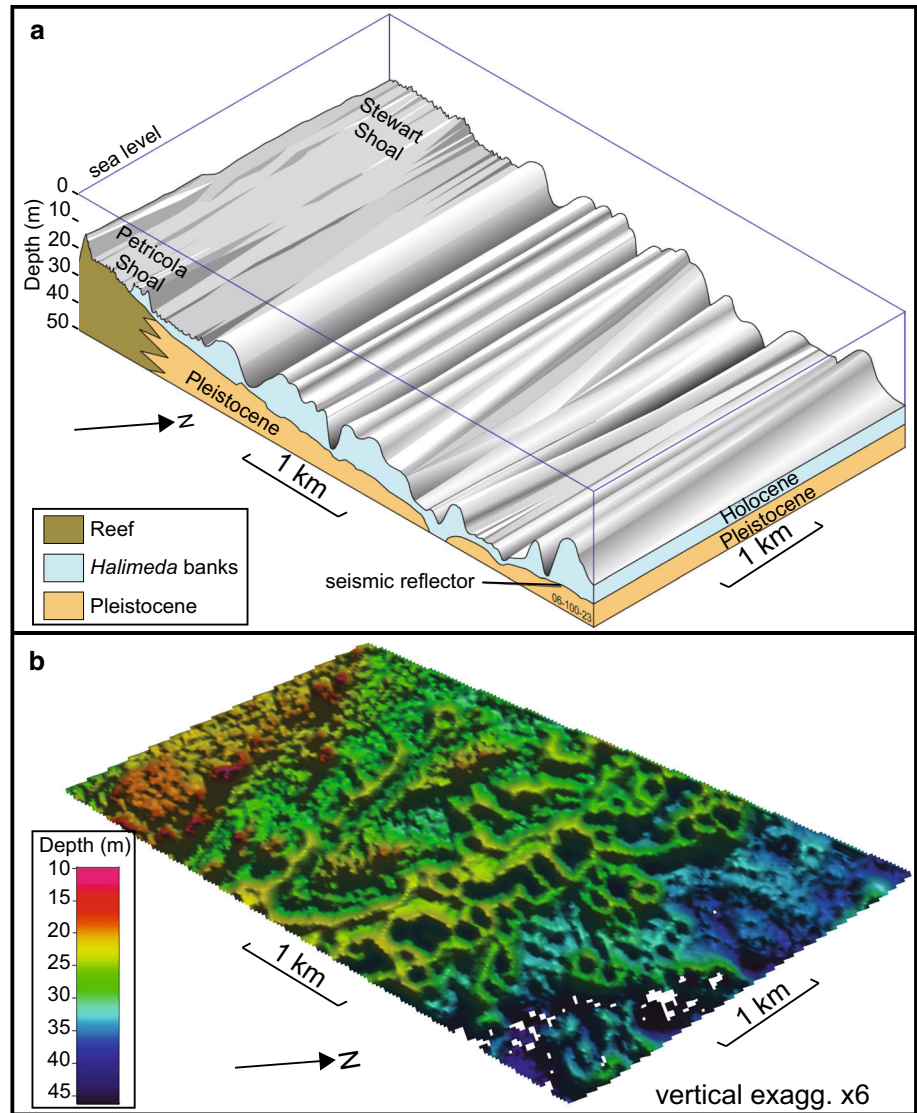 a
sea level
Stewart
Shoal
Petricola
Shoal
Depth (m)
0
10
20
30
40
50
Pleistocene
N
1 km
Holocene
Pleistocene
1 km
Reef
Halimeda banks
Pleistocene
seismic reflector
06-100-23
b
Depth (m)
10
15
20
25
30
35
40
45
1 km
1 km
N
vertical exagg. x6